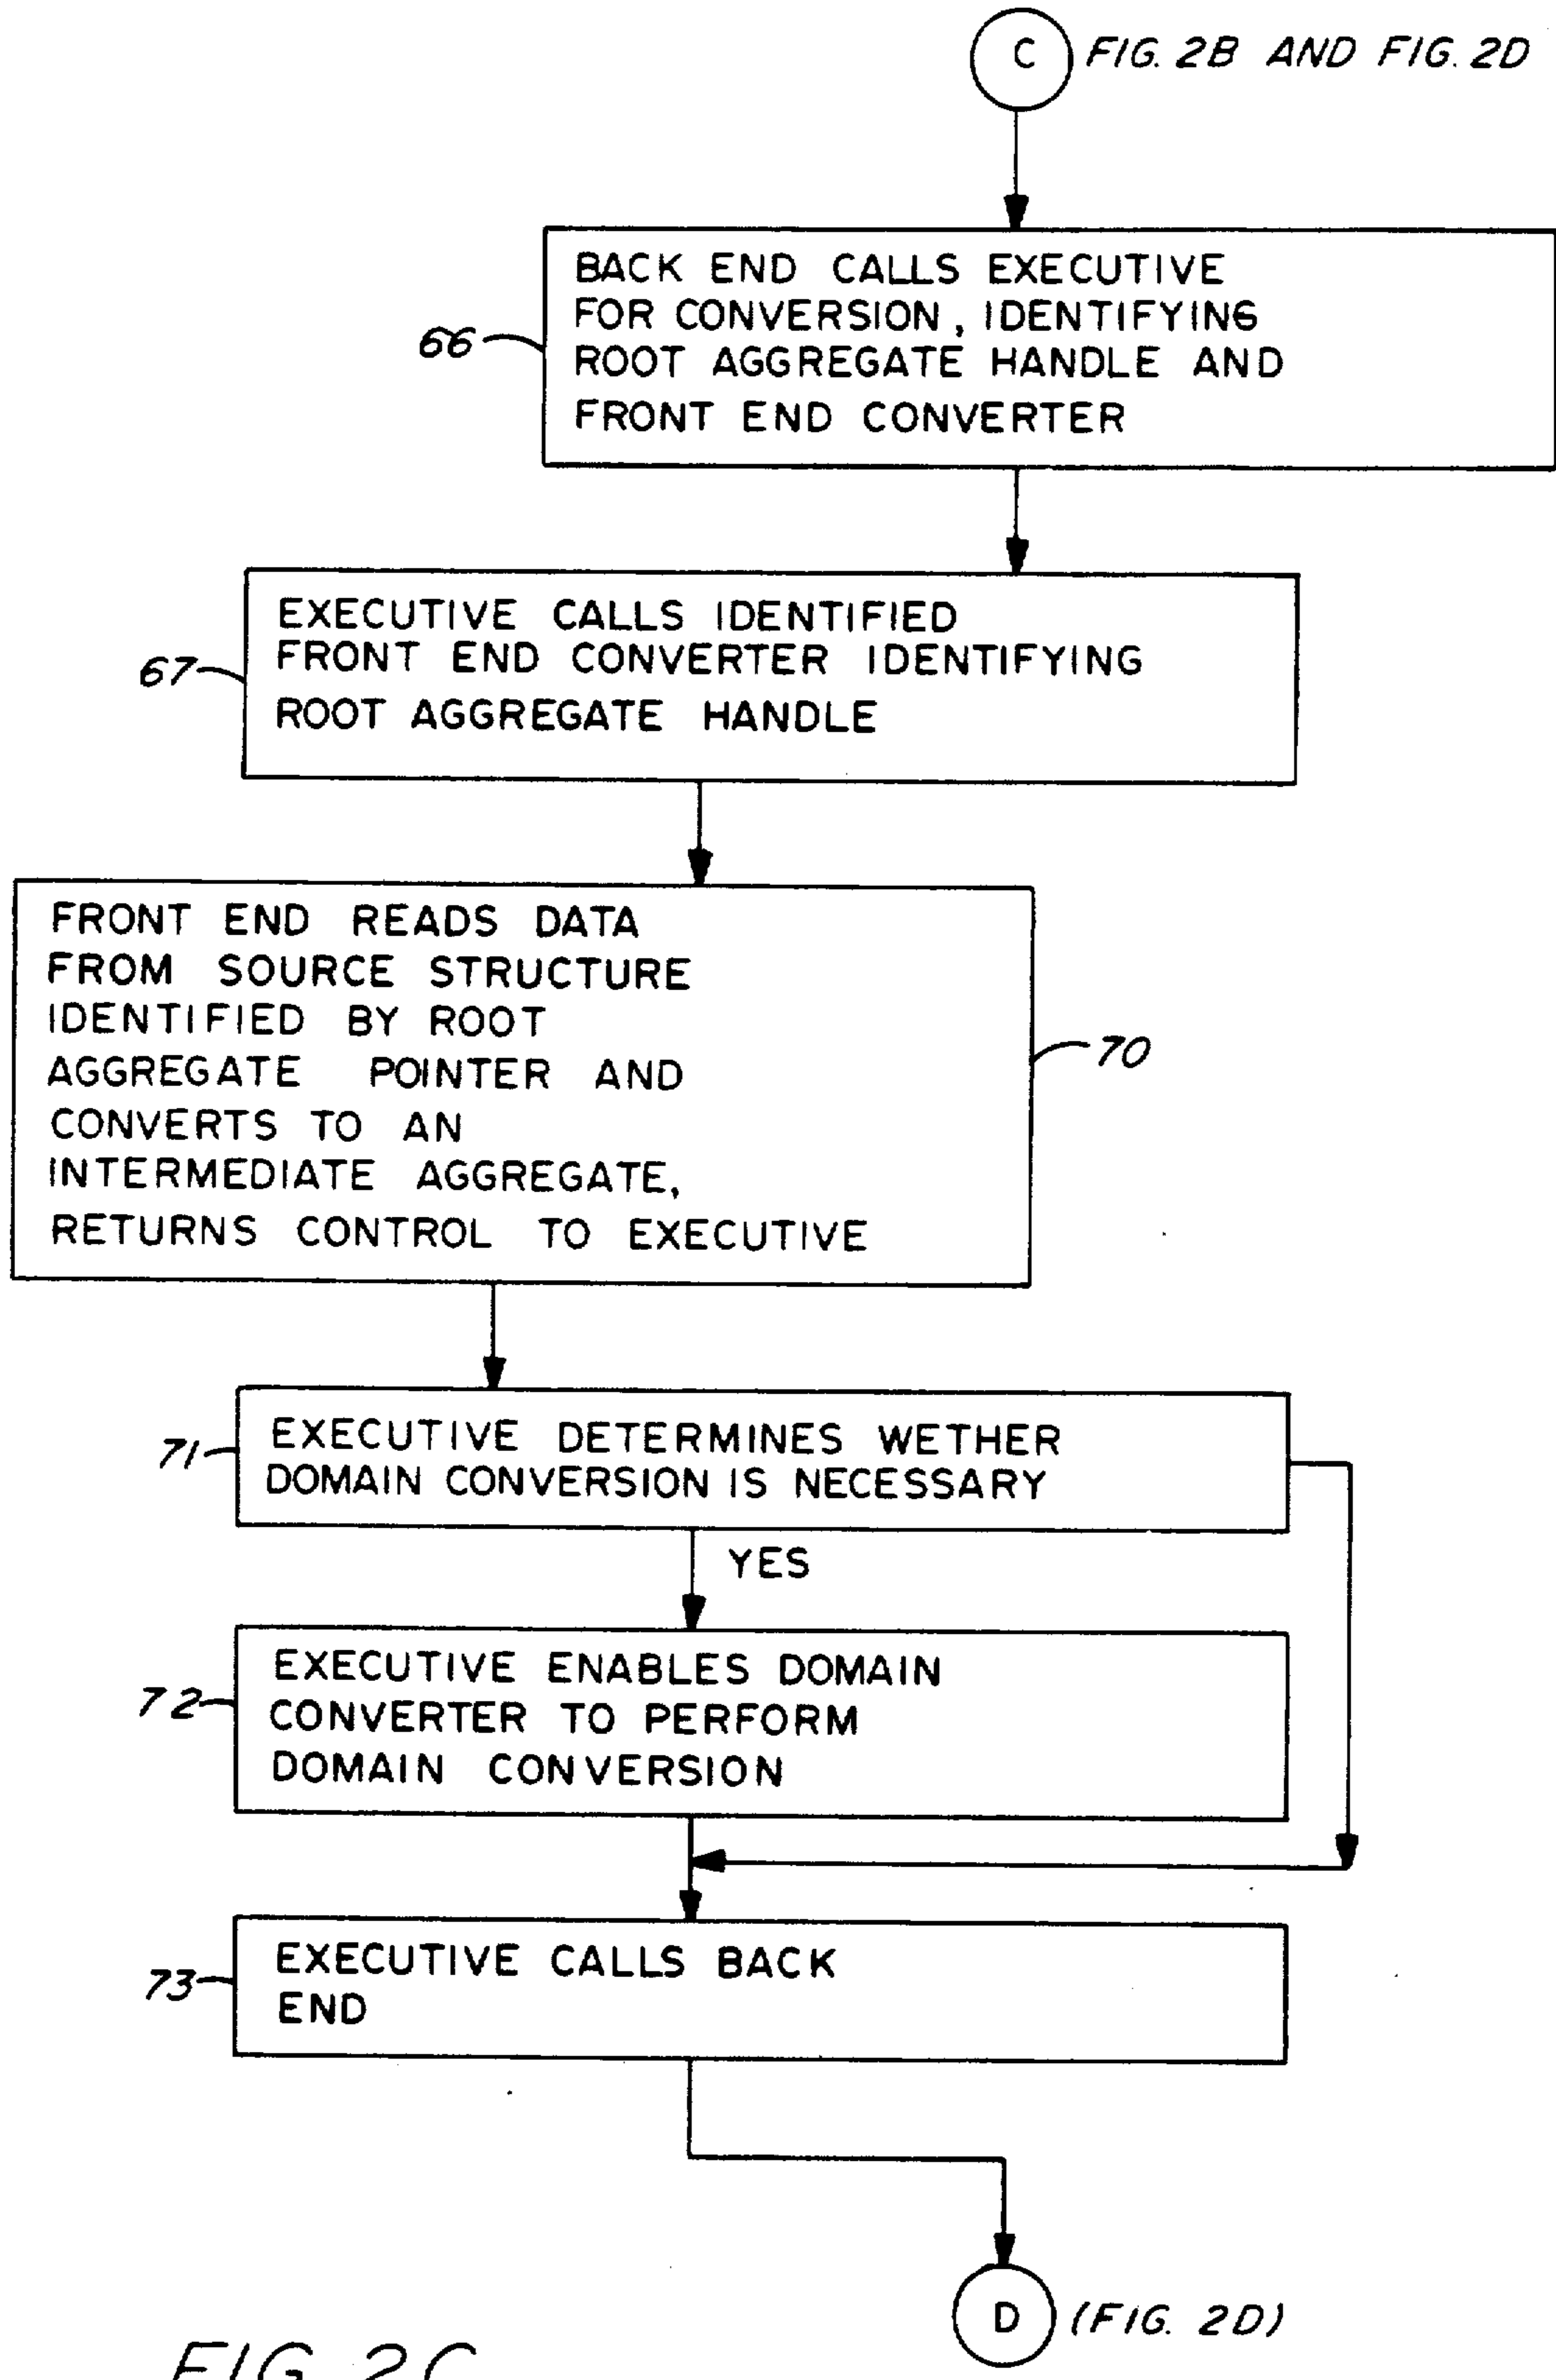 C FIG. 2B AND FIG. 2D
BACK END CALLS EXECUTIVE
FOR CONVERSION, IDENTIFYING
ROOT AGGREGATE HANDLE AND
FRONT END CONVERTER
66
EXECUTIVE CALLS IDENTIFIED
FRONT END CONVERTER IDENTIFYING
ROOT AGGREGATE HANDLE
67
FRONT END READS DATA
FROM SOURCE STRUCTURE
IDENTIFIED BY ROOT
AGGREGATE POINTER AND
CONVERTS TO AN
INTERMEDIATE AGGREGATE,
RETURNS CONTROL TO EXECUTIVE
70
EXECUTIVE DETERMINES WETHER
DOMAIN CONVERSION IS NECESSARY
71
YES
EXECUTIVE ENABLES DOMAIN
CONVERTER TO PERFORM
DOMAIN CONVERSION
72
EXECUTIVE CALLS BACK
END
73
D (FIG. 2D)
FIG. 2C